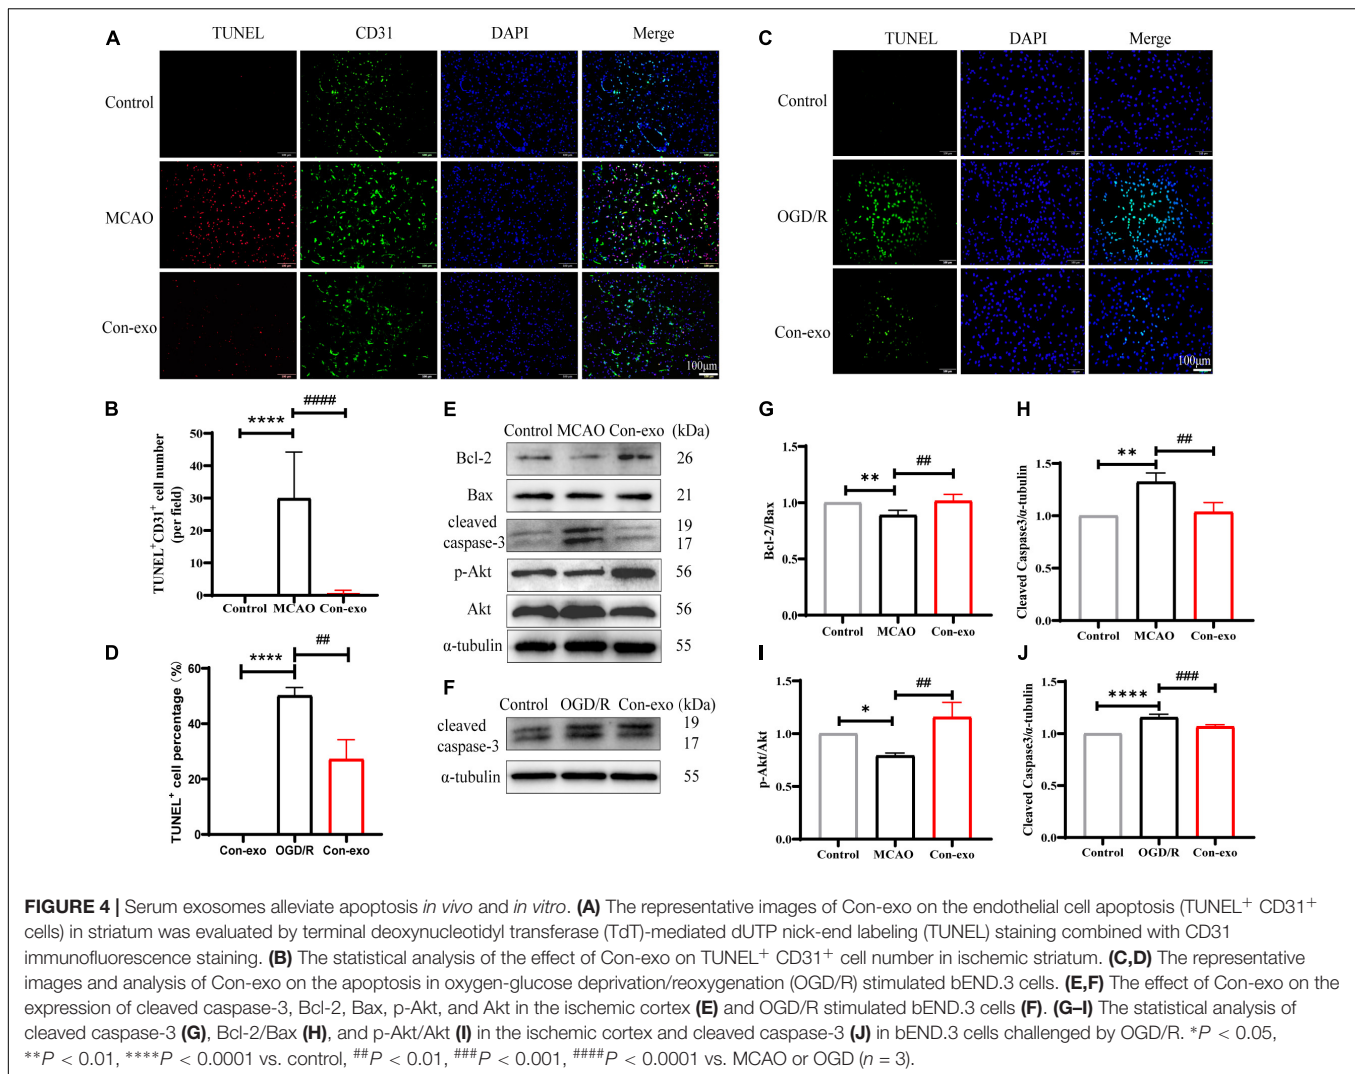 A
TUNEL CD31 DAPI Merge
Control
MCAO
Con-exo
100μm
C
TUNEL DAPI Merge
Control
OGD/R
Con-exo
100μm
B
**** ####
TUNEL⁺CD31⁺ cell number
(per field)
50
40
30
20
10
0
Control MCAO Con-exo
D
**** ##
TUNEL⁺ cell percentage (%)
60
40
20
0
Con-exo OGD/R Con-exo
E
Control MCAO Con-exo (kDa)
Bcl-2 26
Bax 21
cleaved 19
caspase-3 17
p-Akt 56
Akt 56
α-tubulin 55
F
Control OGD/R Con-exo (kDa)
cleaved 19
caspase-3 17
α-tubulin 55
G
** ##
Bcl-2/Bax
1.5
1.0
0.5
0.0
Control MCAO Con-exo
H
** ##
Cleaved Caspase3/α-tubulin
1.5
1.0
0.5
0.0
Control MCAO Con-exo
I
* ##
p-Akt/Akt
1.5
1.0
0.5
0.0
Control MCAO Con-exo
J
**** ###
Cleaved Caspase3/α-tubulin
1.5
1.0
0.5
0.0
Control OGD/R Con-exo
FIGURE 4 | Serum exosomes alleviate apoptosis in vivo and in vitro. (A) The representative images of Con-exo on the endothelial cell apoptosis (TUNEL⁺ CD31⁺
cells) in striatum was evaluated by terminal deoxynucleotidyl transferase (TdT)-mediated dUTP nick-end labeling (TUNEL) staining combined with CD31
immunofluorescence staining. (B) The statistical analysis of the effect of Con-exo on TUNEL⁺ CD31⁺ cell number in ischemic striatum. (C,D) The representative
images and analysis of Con-exo on the apoptosis in oxygen-glucose deprivation/reoxygenation (OGD/R) stimulated bEND.3 cells. (E,F) The effect of Con-exo on the
expression of cleaved caspase-3, Bcl-2, Bax, p-Akt, and Akt in the ischemic cortex (E) and OGD/R stimulated bEND.3 cells (F). (G–I) The statistical analysis of
cleaved caspase-3 (G), Bcl-2/Bax (H), and p-Akt/Akt (I) in the ischemic cortex and cleaved caspase-3 (J) in bEND.3 cells challenged by OGD/R. *P < 0.05,
**P < 0.01, ****P < 0.0001 vs. control, ##P < 0.01, ###P < 0.001, ####P < 0.0001 vs. MCAO or OGD (n = 3).